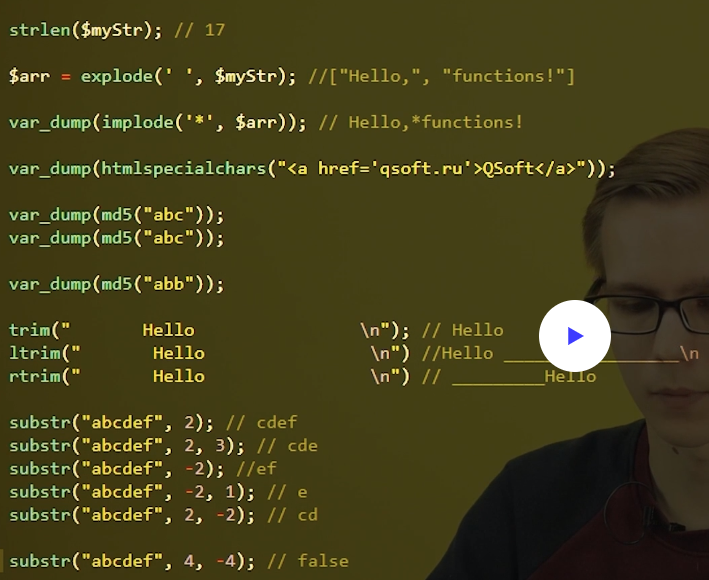 strlen($myStr); // 17
$arr = explode(' ', $myStr); //["Hello,", "functions!"]
var_dump(implode('*', $arr)); // Hello,*functions!
var_dump(htmlspecialchars("<a href='qsoft.ru'>QSoft</a>"));
var_dump(md5("abc"));
var_dump(md5("abc"));
var_dump(md5("abb"));
trim("       Hello                \n"); // Hello
ltrim("       Hello                \n") //Hello _________________\n
rtrim("       Hello                \n") // _________Hello
substr("abcdef", 2); // cdef
substr("abcdef", 2, 3); // cde
substr("abcdef", -2); //ef
substr("abcdef", -2, 1); // e
substr("abcdef", 2, -2); // cd
substr("abcdef", 4, -4); // false